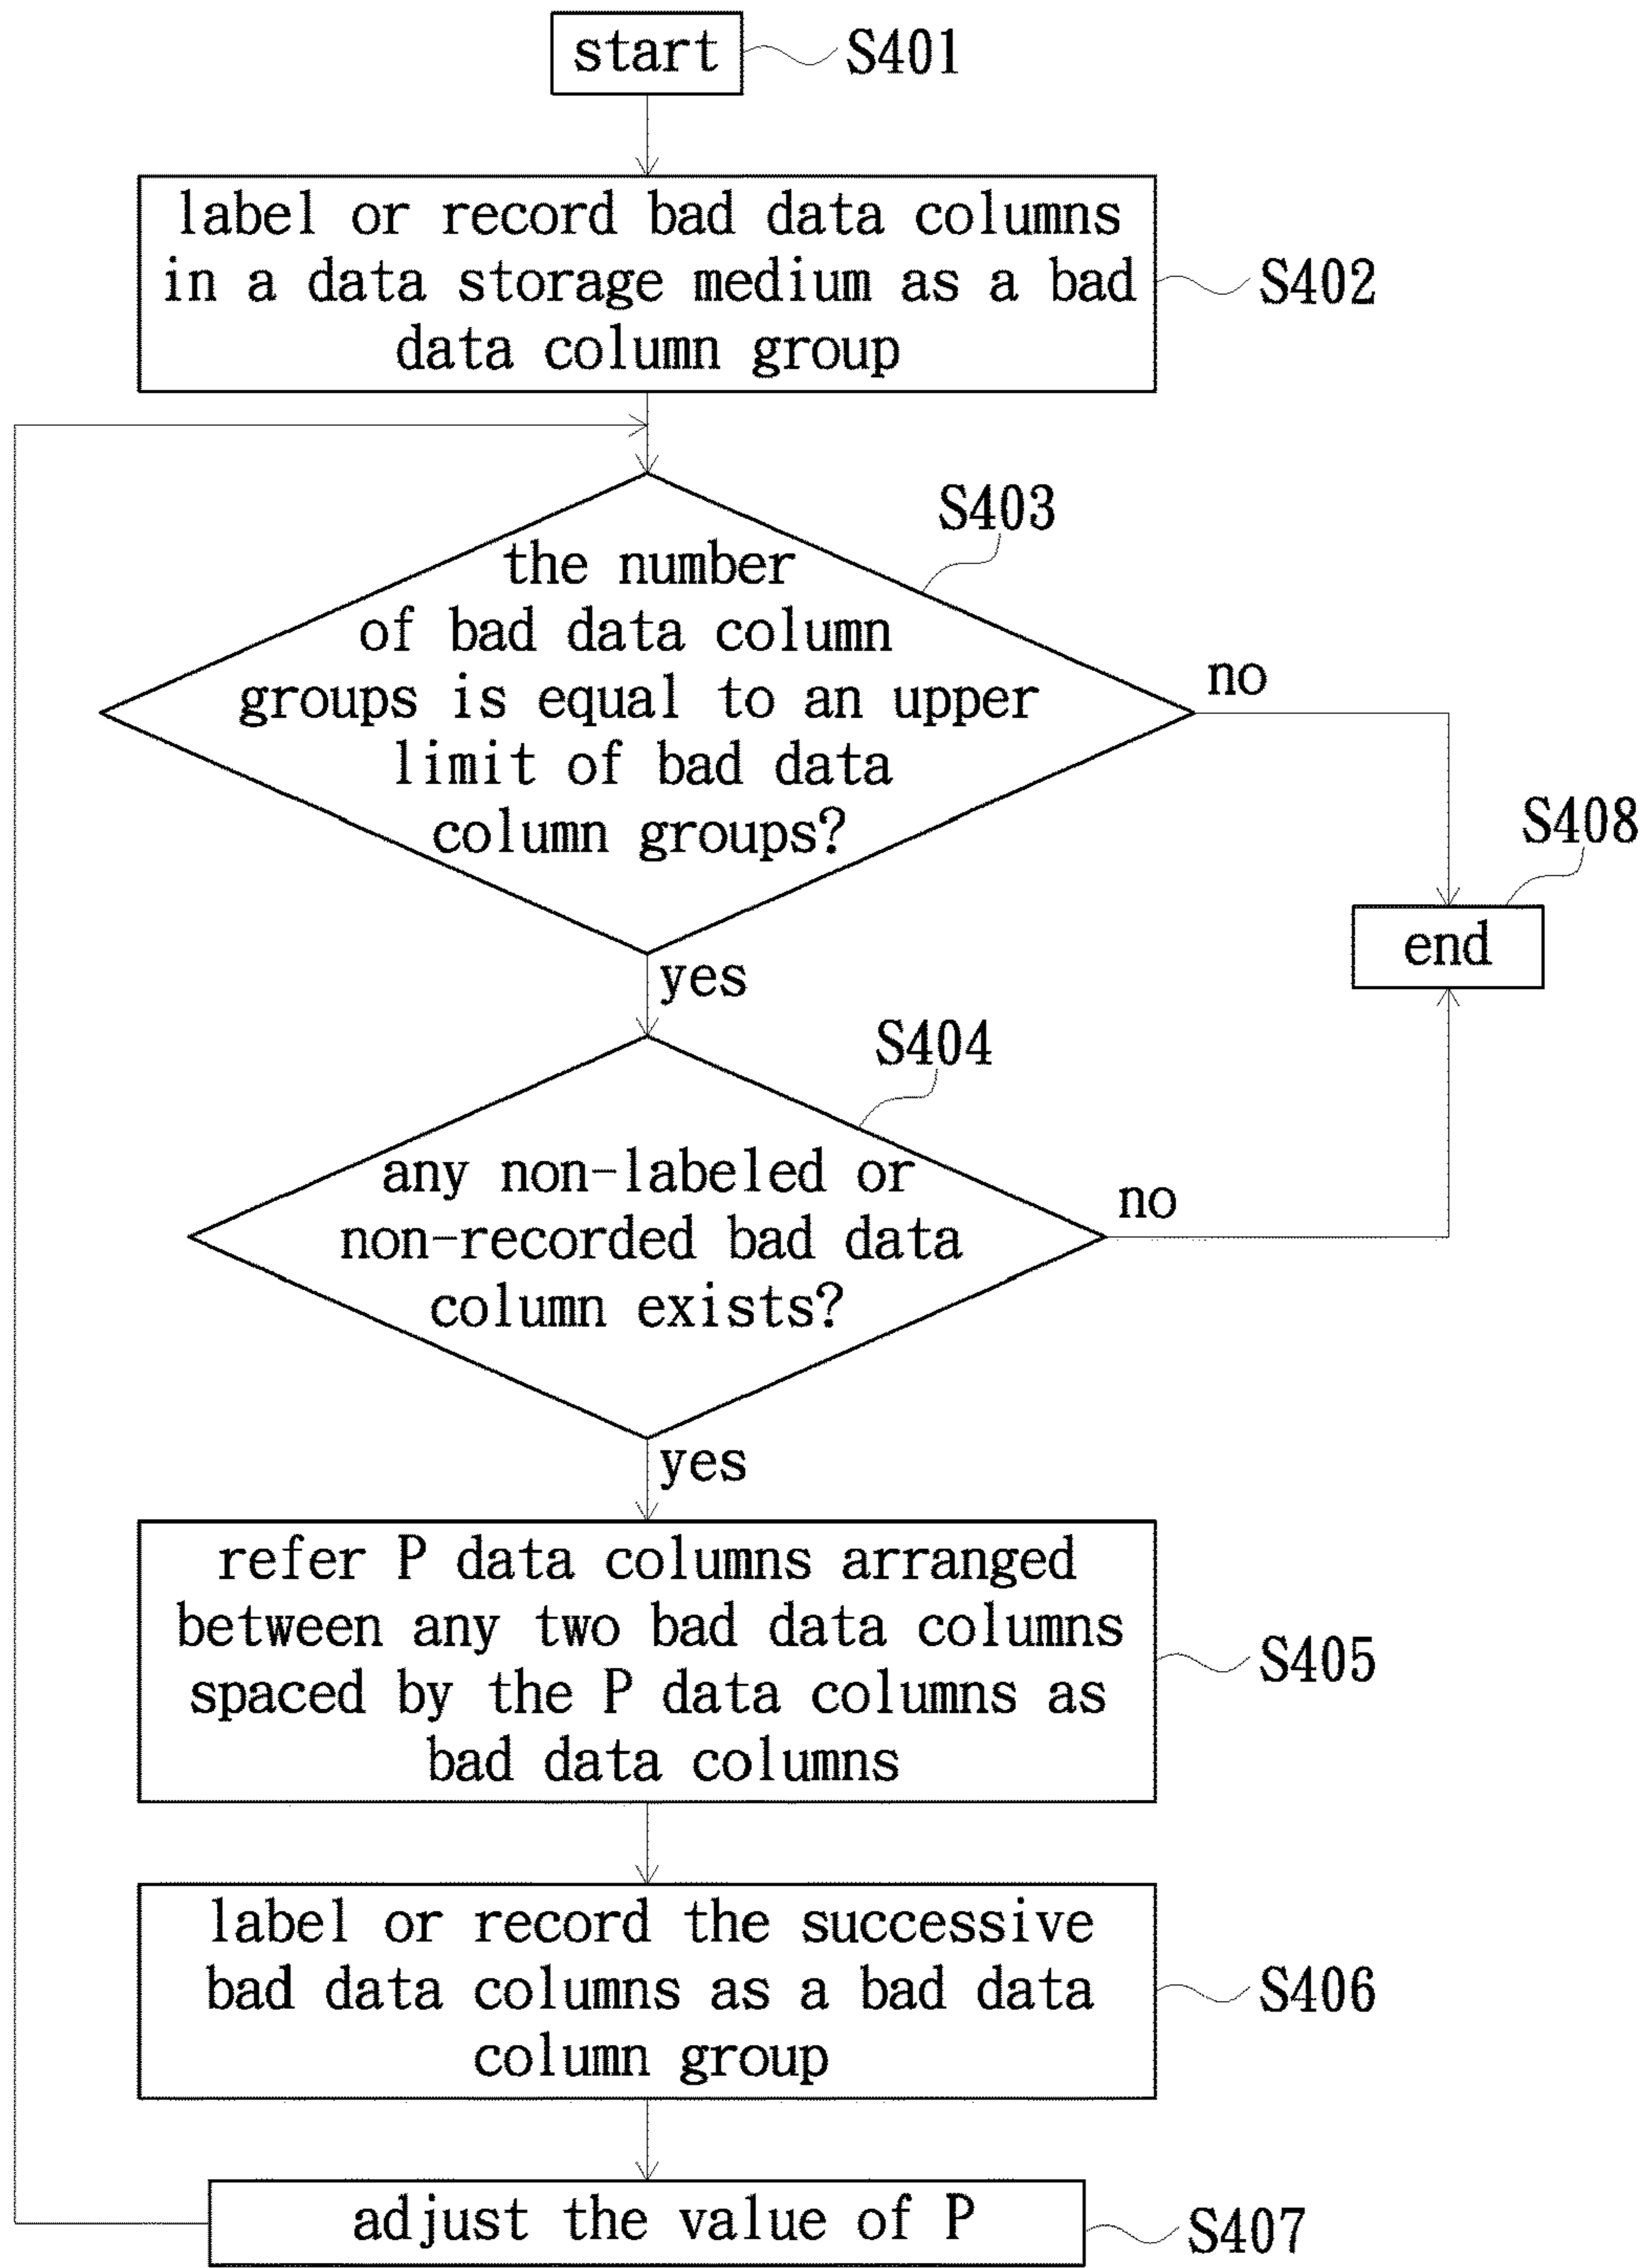 start
S401
label or record bad data columns
in a data storage medium as a bad
data column group
S402
S403
the number
of bad data column
groups is equal to an upper
limit of bad data
column groups?
no
S408
end
yes
S404
any non-labeled or
non-recorded bad data
column exists?
no
yes
refer P data columns arranged
between any two bad data columns
spaced by the P data columns as
bad data columns
S405
label or record the successive
bad data columns as a bad data
column group
S406
adjust the value of P
S407